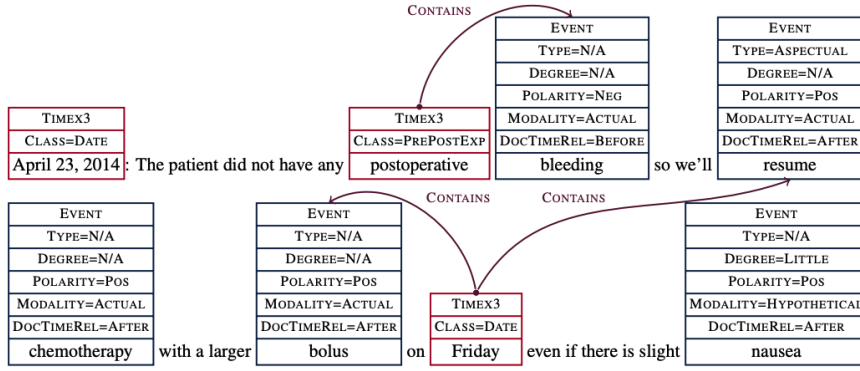 CONTAINS
EVENT EVENT
TYPE=N/A TYPE=ASPECTUAL
DEGREE=N/A DEGREE=N/A
TIMEX3 TIMEX3 POLARITY=NEG POLARITY=POS
CLASS=DATE CLASS=PREPOSTEXP MODALITY=ACTUAL MODALITY=ACTUAL
DOCTIMEREL=BEFORE DOCTIMEREL=AFTER
April 23, 2014 : The patient did not have any postoperative bleeding so we'll resume
CONTAINS CONTAINS
EVENT EVENT EVENT
TYPE=N/A TYPE=N/A TYPE=N/A
DEGREE=N/A DEGREE=N/A DEGREE=LITTLE
POLARITY=POS POLARITY=POS POLARITY=POS
MODALITY=ACTUAL MODALITY=ACTUAL TIMEX3 MODALITY=HYPOTHETICAL
DOCTIMEREL=AFTER DOCTIMEREL=AFTER CLASS=DATE DOCTIMEREL=AFTER
chemotherapy with a larger bolus on Friday even if there is slight nausea